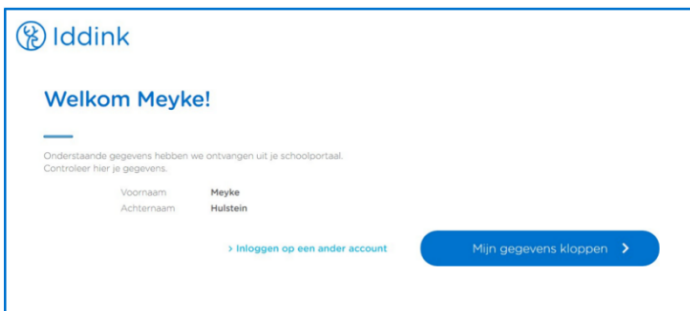 Iddink
Welkom Meyke!
Onderstaande gegevens hebben we ontvangen uit je schoolportaal.
Controleer hier je gegevens.
Voornaam Meyke
Achternaam Hulstein
> Inloggen op een ander account
Mijn gegevens kloppen >